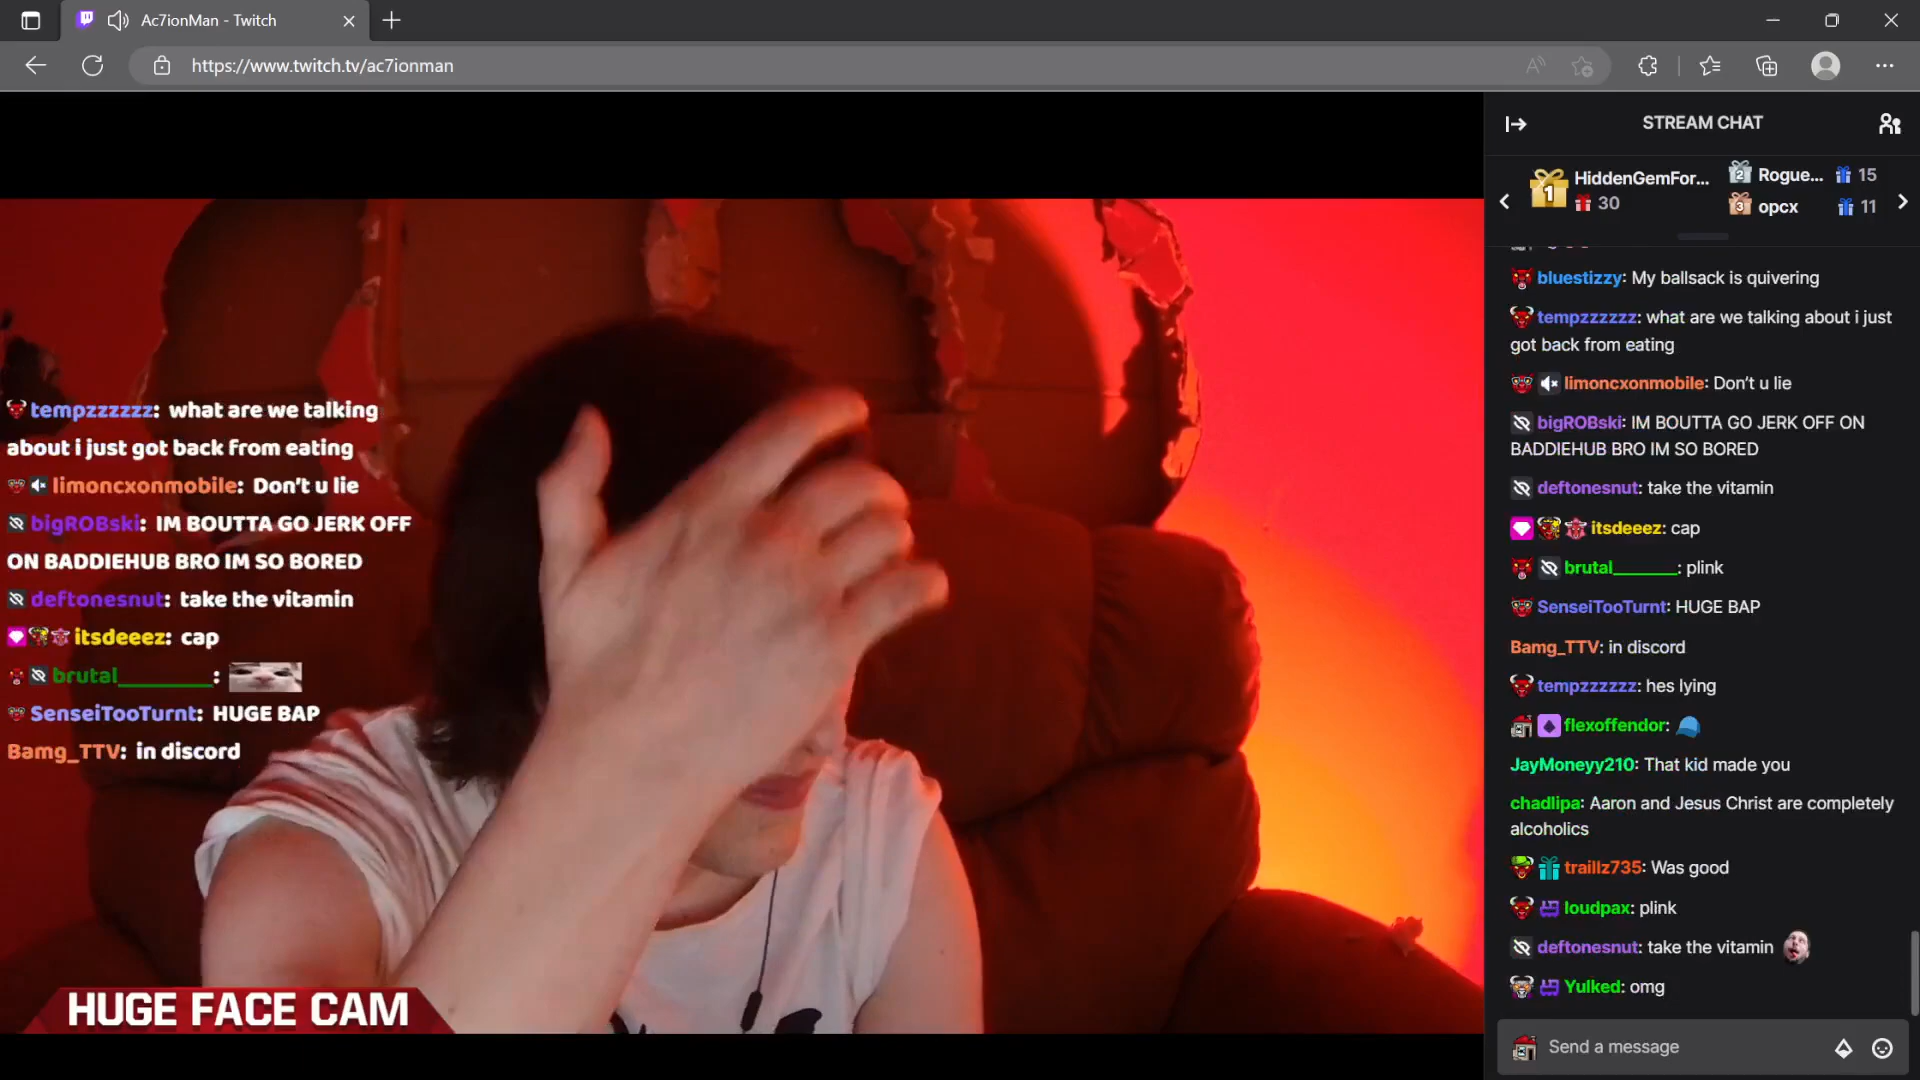 Ac7ionMan - Twitch
https://www.twitch.tv/ac7ionman
tempzzzzzz: what are we talking
about i just got back from eating
limoncxonmobile: Don't u lie
bigROBski: IM BOUTTA GO JERK OFF
ON BADDIEHUB BRO IM SO BORED
deftonesnut: take the vitamin
itsdeeez: cap
brutal________:
SenseiTooTurnt: HUGE BAP
Bamg_TTV: in discord
HUGE FACE CAM
STREAM CHAT
1 HiddenGemFor...
30
2 Rogue... 15
3 opcx 11
bluestizzy: My ballsack is quivering
tempzzzzzz: what are we talking about i just
got back from eating
limoncxonmobile: Don't u lie
bigROBski: IM BOUTTA GO JERK OFF ON
BADDIEHUB BRO IM SO BORED
deftonesnut: take the vitamin
itsdeeez: cap
brutal________: plink
SenseiTooTurnt: HUGE BAP
Bamg_TTV: in discord
tempzzzzzz: hes lying
flexoffendor:
JayMoneyy210: That kid made you
chadlipa: Aaron and Jesus Christ are completely
alcoholics
traillz735: Was good
loudpax: plink
deftonesnut: take the vitamin
Yulked: omg
Send a message